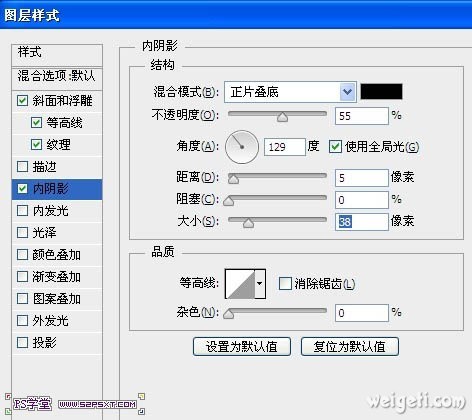 图层样式
样式
混合选项:默认
斜面和浮雕
等高线
纹理
描边
内阴影
内发光
光泽
颜色叠加
渐变叠加
图案叠加
外发光
投影
内阴影
结构
混合模式(B): 正片叠底
不透明度(O): 55 %
角度(A): 129 度 使用全局光(G)
距离(D): 5 像素
阻塞(C): 0 %
大小(S): 38 像素
品质
等高线: 消除锯齿(L)
杂色(N): 0 %
设置为默认值 复位为默认值
PS学堂 WWW.52PSXT.COM
weigeti.com